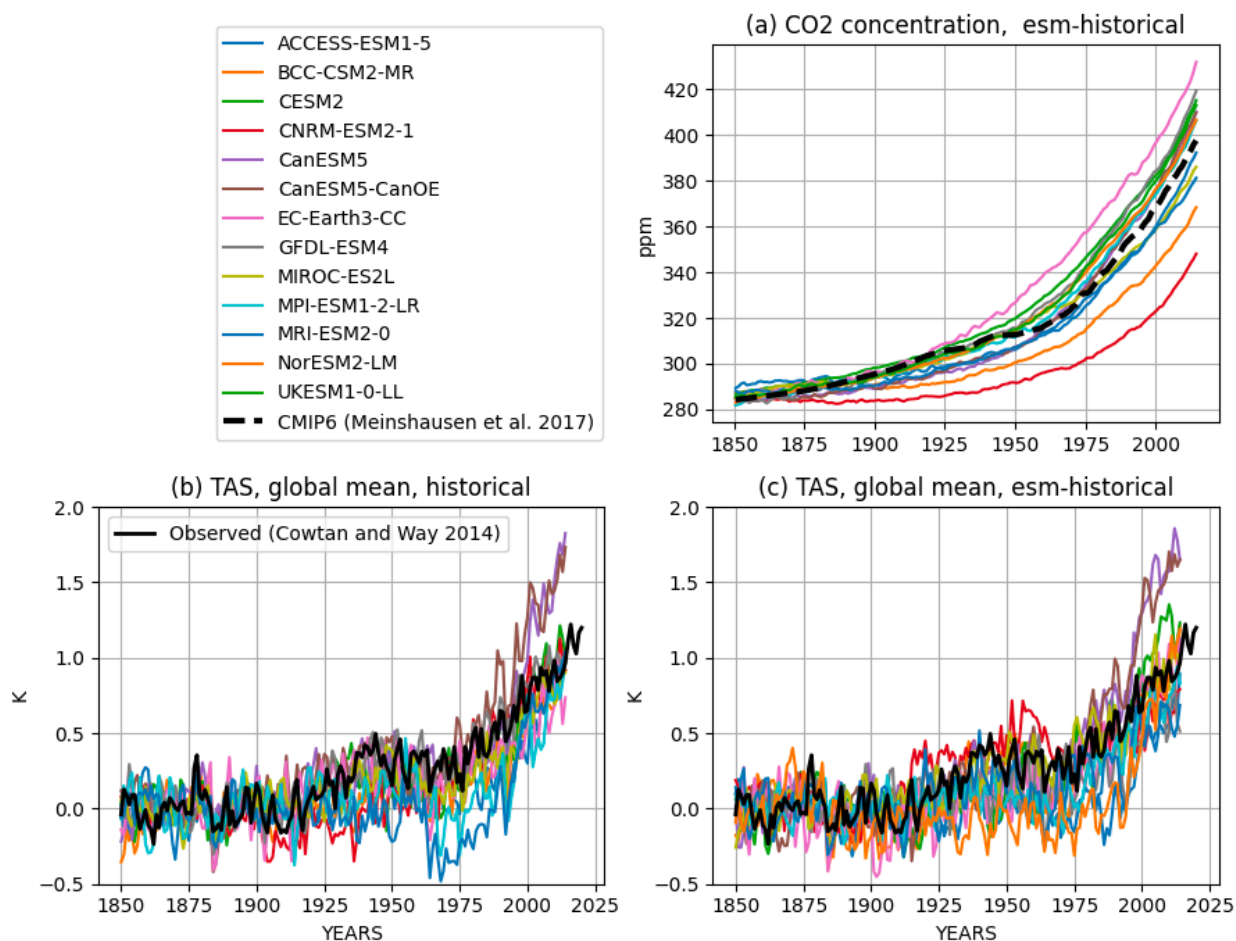 ACCESS-ESM1-5
BCC-CSM2-MR
CESM2
CNRM-ESM2-1
CanESM5
CanESM5-CanOE
EC-Earth3-CC
GFDL-ESM4
MIROC-ES2L
MPI-ESM1-2-LR
MRI-ESM2-0
NorESM2-LM
UKESM1-0-LL
CMIP6 (Meinshausen et al. 2017)
(a) CO2 concentration, esm-historical
ppm
420
400
380
360
340
320
300
280
1850 1875 1900 1925 1950 1975 2000
(b) TAS, global mean, historical
Observed (Cowtan and Way 2014)
K
2.0
1.5
1.0
0.5
0.0
−0.5
1850 1875 1900 1925 1950 1975 2000 2025
YEARS
(c) TAS, global mean, esm-historical
K
2.0
1.5
1.0
0.5
0.0
−0.5
1850 1875 1900 1925 1950 1975 2000 2025
YEARS